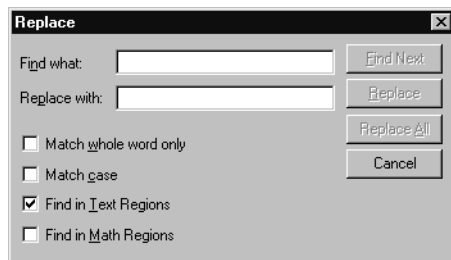 Replace
Find what:
Find Next
Replace with:
Replace
Replace All
Match whole word only
Cancel
Match case
Find in Text Regions
Find in Math Regions